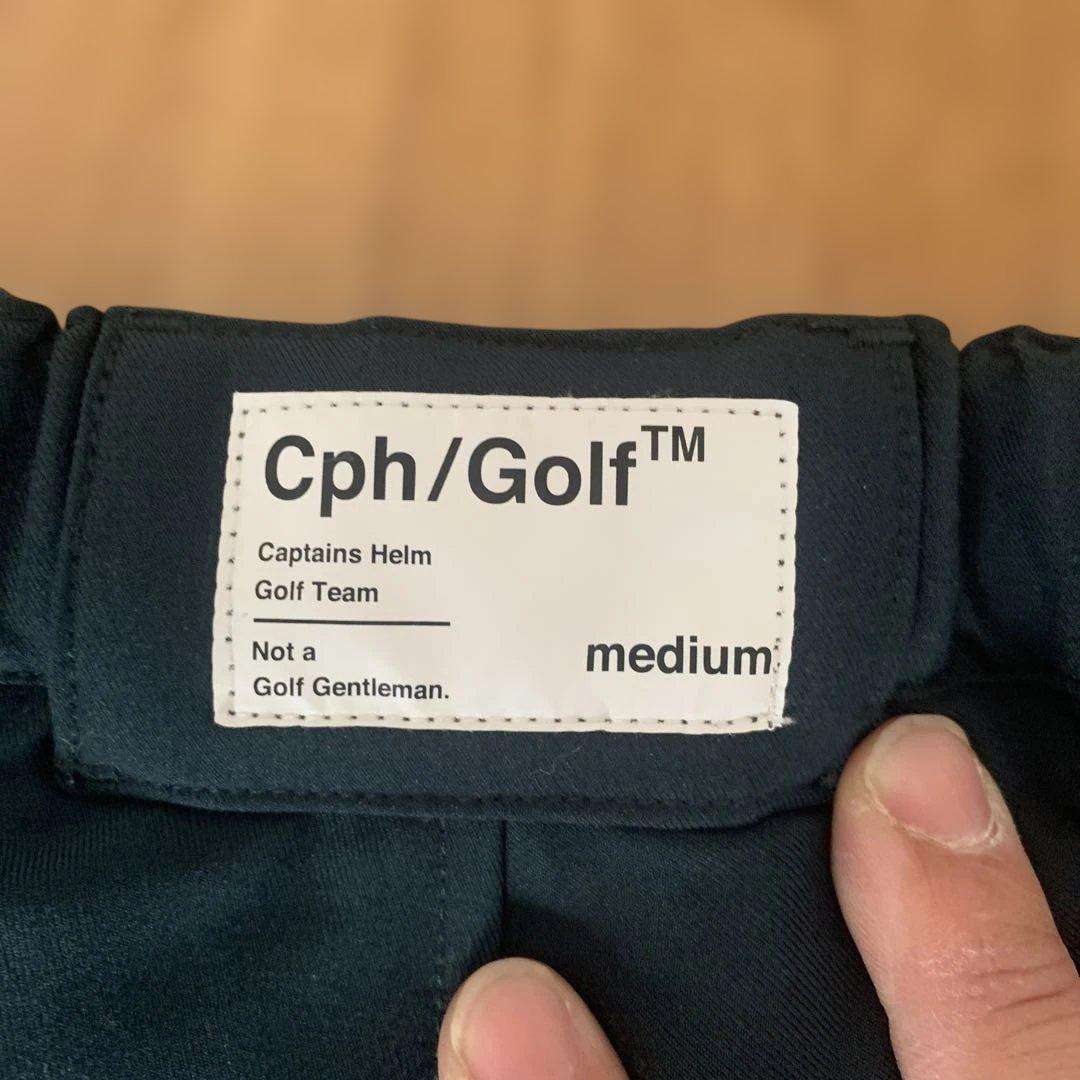 Cph/Golf™
Captains Helm
Golf Team
Not a
Golf Gentleman.
medium